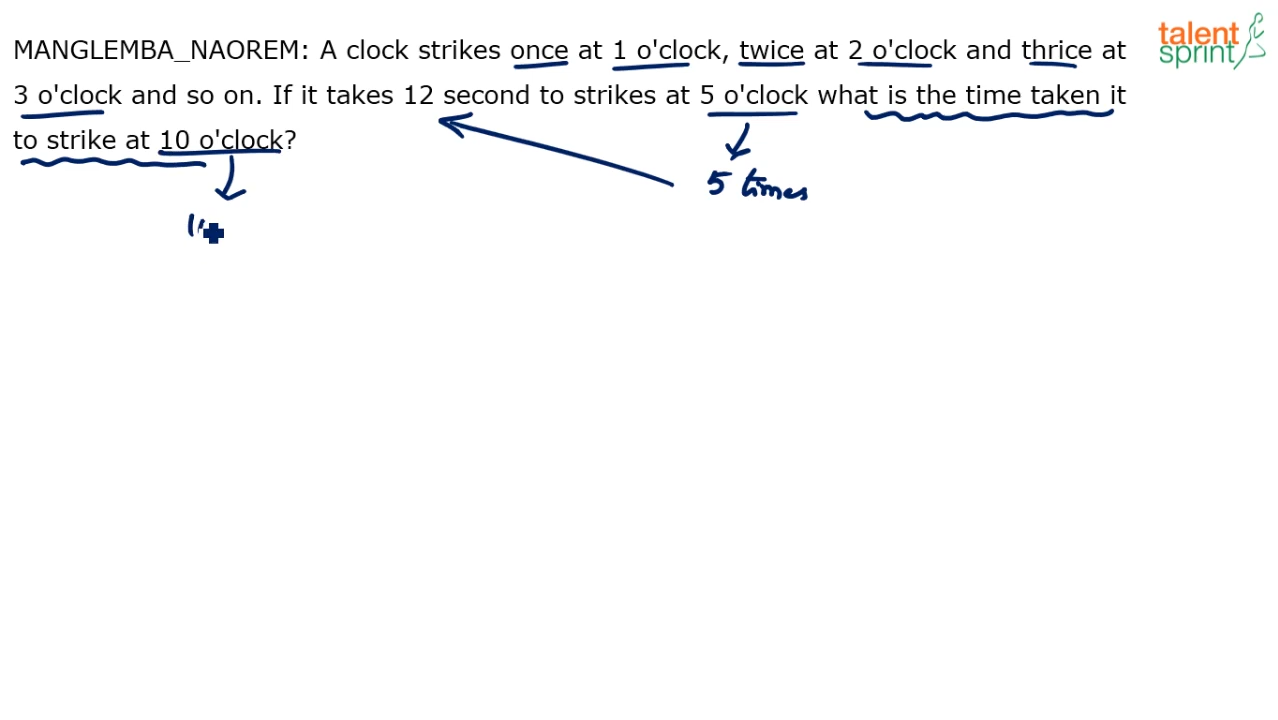 talent
sprint
MANGLEMBA_NAOREM: A clock strikes once at 1 o'clock, twice at 2 o'clock and thrice at
3 o'clock and so on. If it takes 12 second to strikes at 5 o'clock what is the time taken it
to strike at 10 o'clock?
5 times